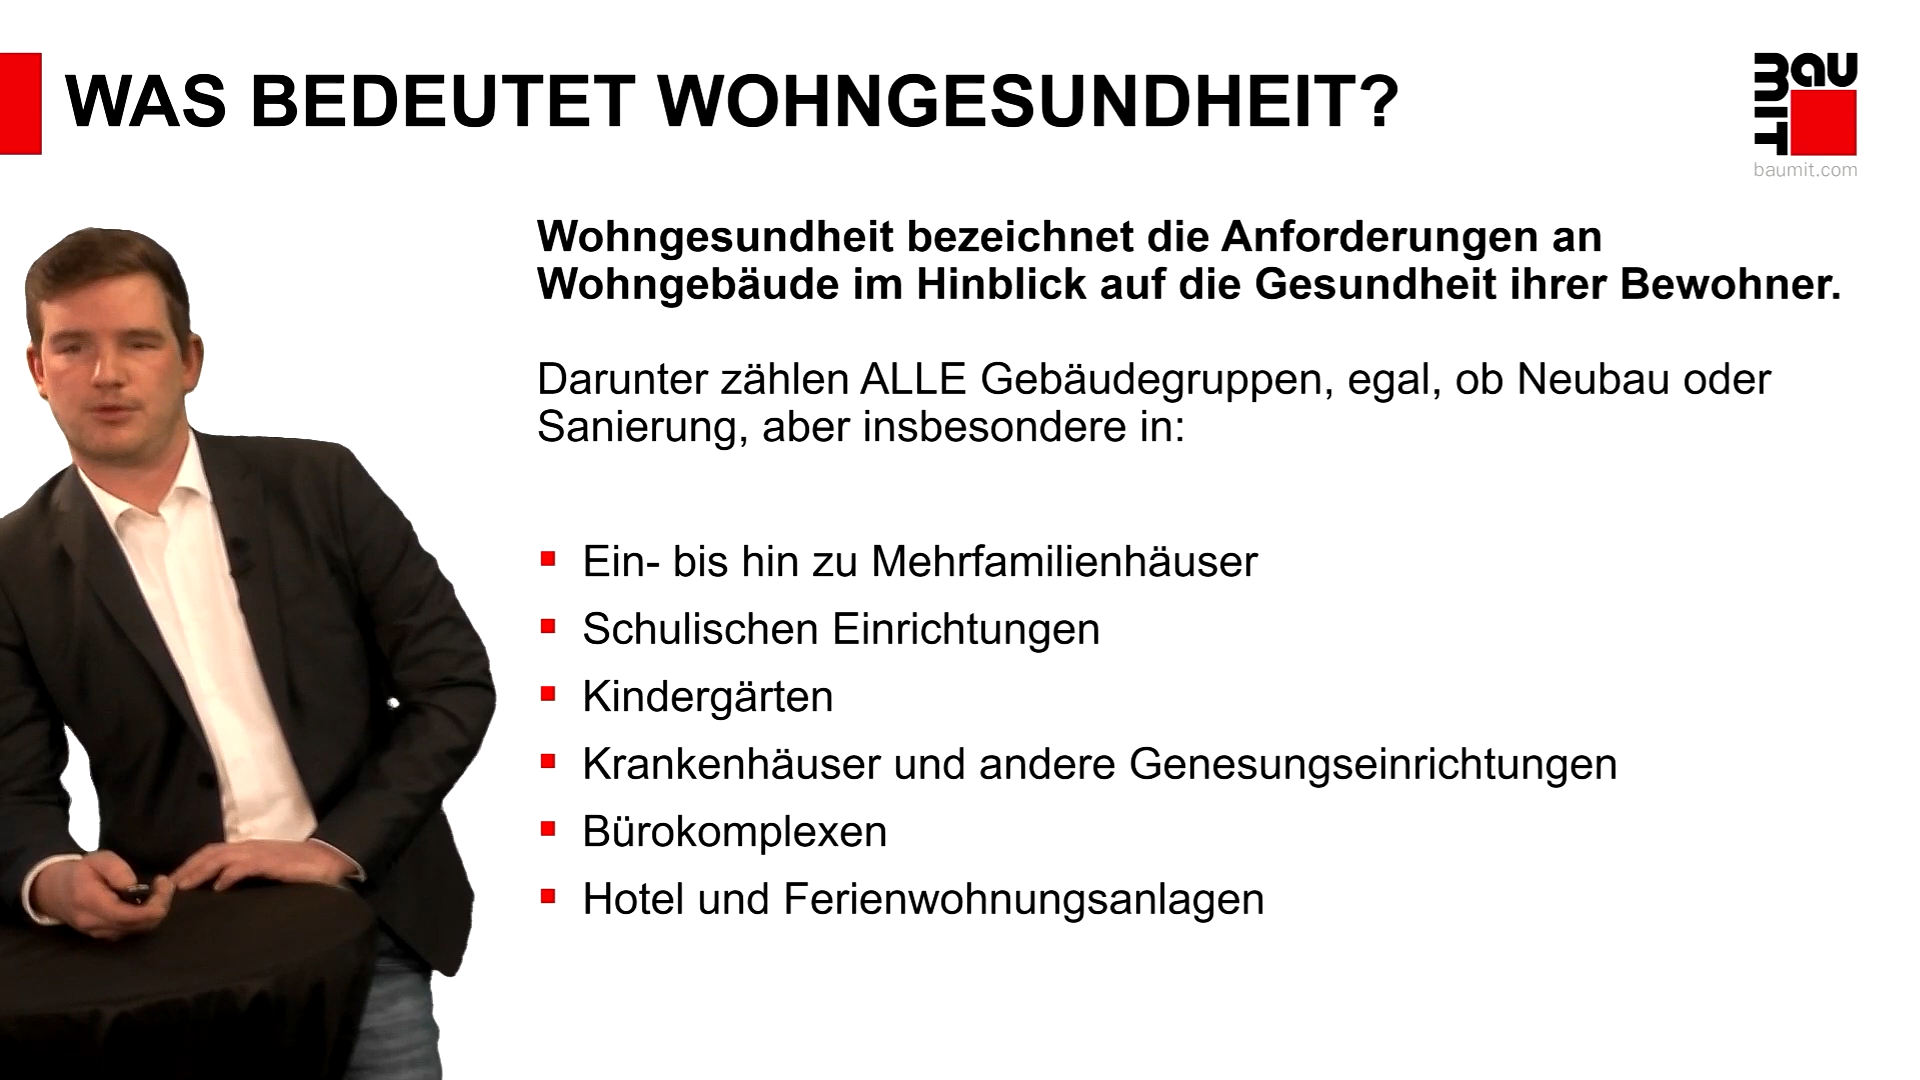 WAS BEDEUTET WOHNGESUNDHEIT?
bau
MIT
baumit.com
Wohngesundheit bezeichnet die Anforderungen an
Wohngebäude im Hinblick auf die Gesundheit ihrer Bewohner.
Darunter zählen ALLE Gebäudegruppen, egal, ob Neubau oder
Sanierung, aber insbesondere in:
Ein- bis hin zu Mehrfamilienhäuser
Schulischen Einrichtungen
Kindergärten
Krankenhäuser und andere Genesungseinrichtungen
Bürokomplexen
Hotel und Ferienwohnungsanlagen